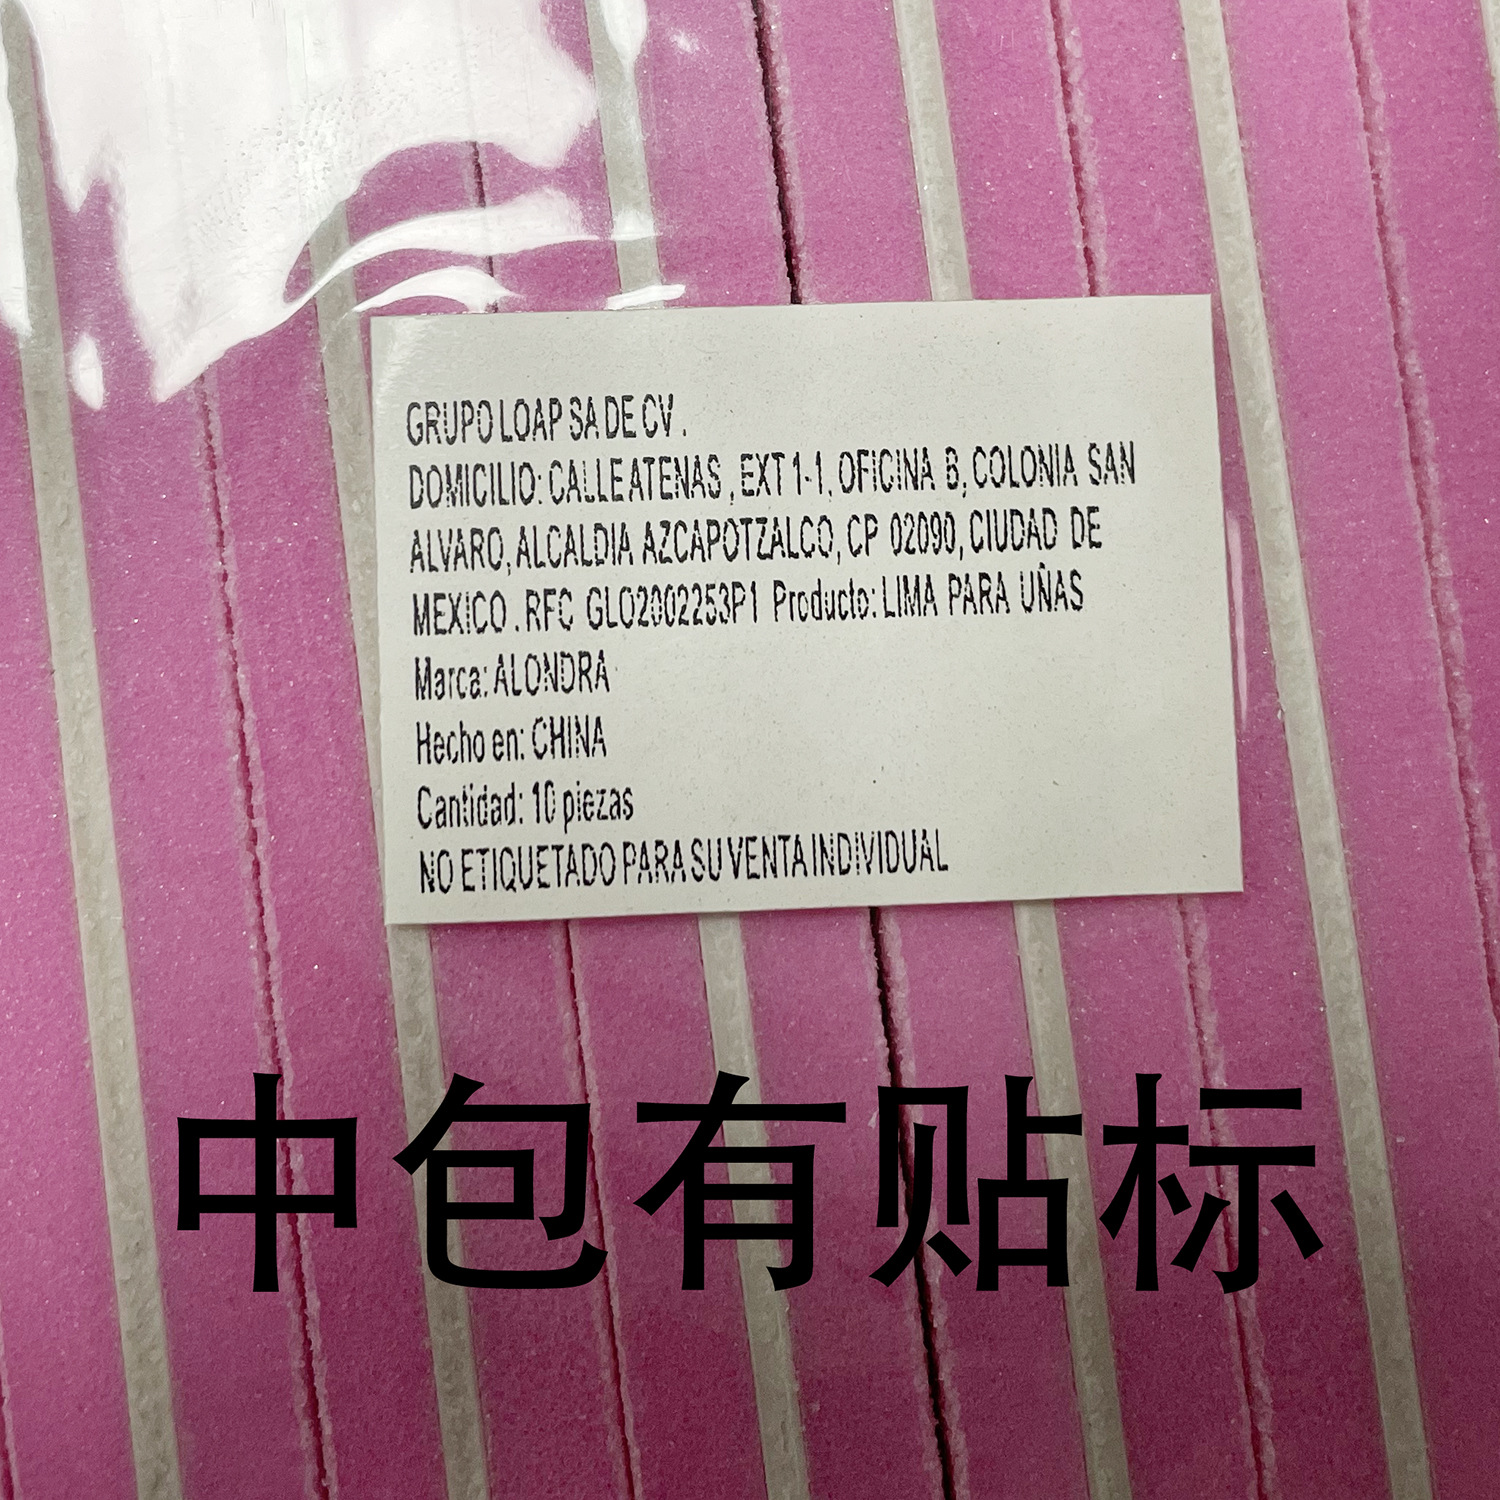 GRUPO LOAP SA DE CV .
DOMICILIO: CALLE ATENAS , EXT 1-1, OFICINA B, COLONIA SAN
ALVARO, ALCALDIA AZCAPOTZALCO, CP 02090, CIUDAD DE
MEXICO . RFC GLO2002253P1 Producto: LIMA PARA UÑAS
Marca: ALONDRA
Hecho en: CHINA
Cantidad: 10 piezas
NO ETIQUETADO PARA SU VENTA INDIVIDUAL
中包有贴标